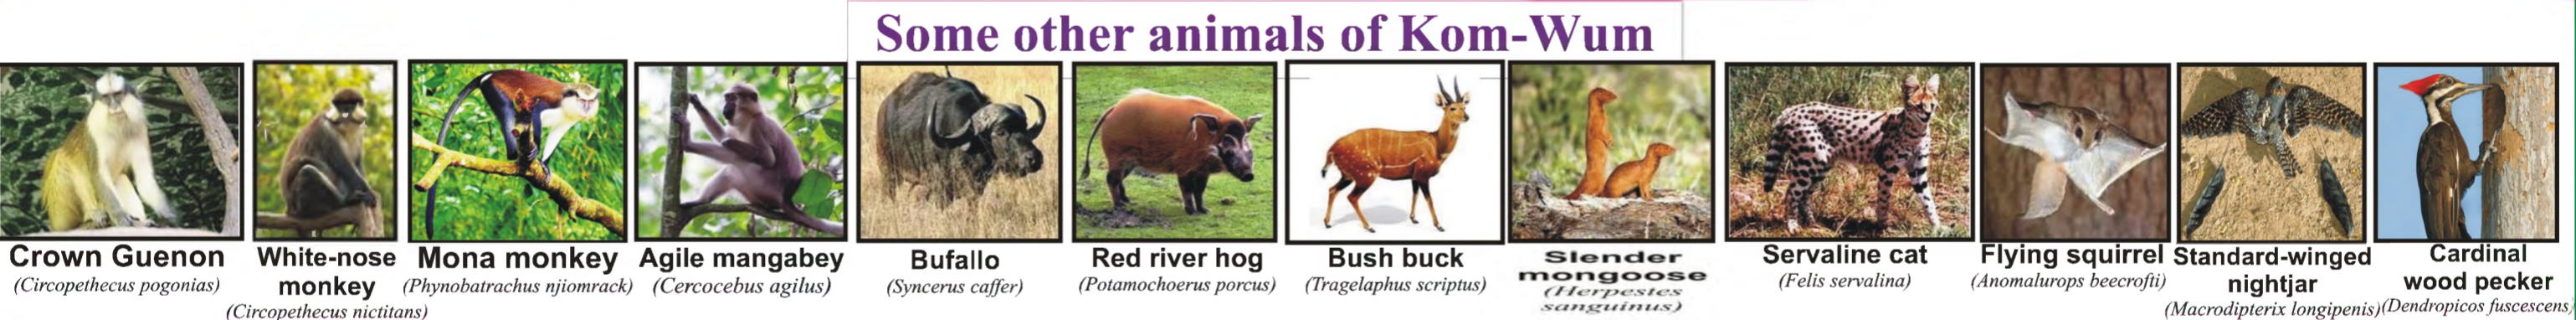 Some other animals of Kom-Wum
Crown Guenon
(Circopethecus pogonias)
White-nose
monkey
(Circopethecus nictitans)
Mona monkey
(Phynobatrachus njiomrack)
Agile mangabey
(Cercocebus agilus)
Bufallo
(Syncerus caffer)
Red river hog
(Potamochoerus porcus)
Bush buck
(Tragelaphus scriptus)
Slender
mongoose
(Herpestes
sanguinus)
Servaline cat
(Felis servalina)
Flying squirrel
(Anomalurops beecrofti)
Standard-winged
nightjar
(Macrodipterix longipenis)
Cardinal
wood pecker
(Dendropicos fuscescens)